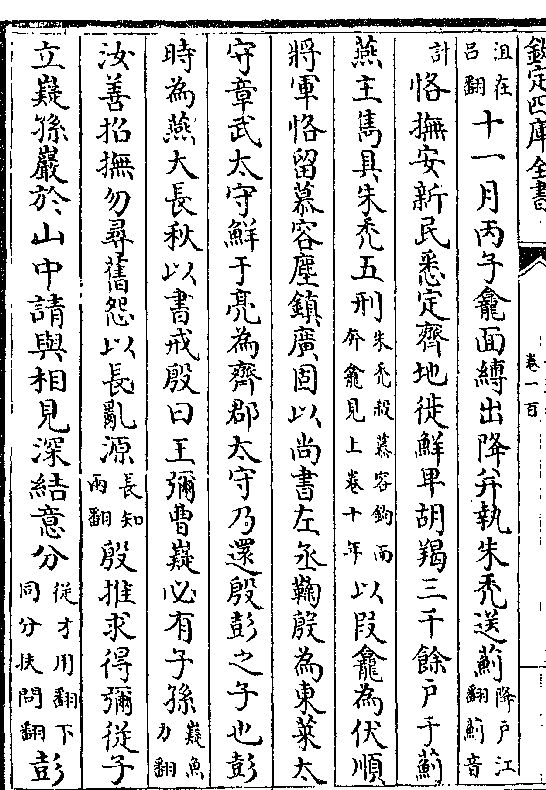 欽定四庫全書
卷一百
沮在呂翻十一月丙子龕面縛出降并執朱禿送薊降戶江翻薊音
計恪撫安新民悉定齊地徙鮮卑胡羯三千餘戶于薊
燕主雋具朱禿五刑朱禿殺慕容鉤而奔龕見上卷十年以段龕為伏順
將軍恪留慕容塵鎮廣固以尚書左丞鞠殷為東萊太
守章武太守鮮于亮為齊郡太守乃還殷彭之子也彭
時為燕大長秋以書戒殷曰王彌曹嶷必有子孫嶷魚力翻
汝善招撫勿尋舊怨以長亂源長知兩翻殷推求得彌從子
立嶷孫巖於山中請與相見深結意分從才用翻下同分扶問翻彭